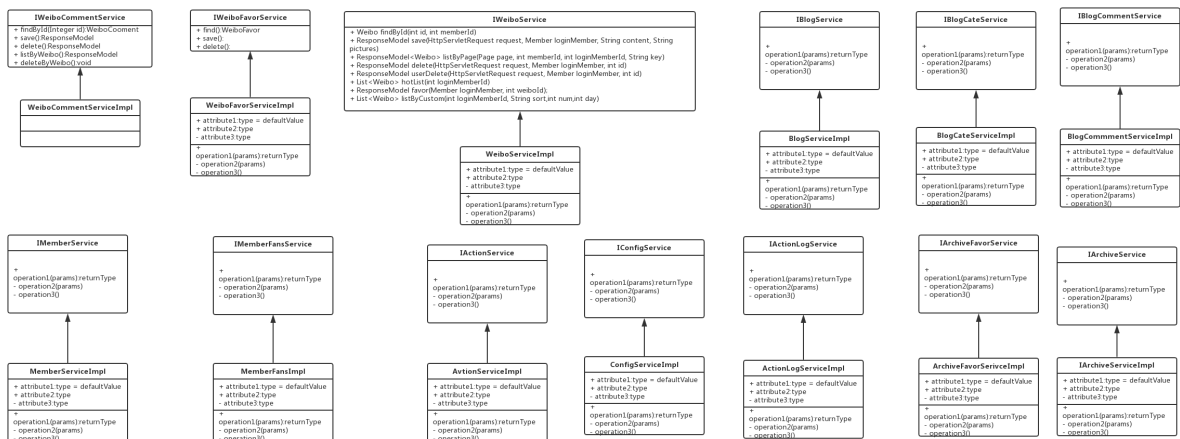 IWeiboCommentService
+ findById(Integer id):WeiboCooment
+ save():ResponseModel
+ delete():ResponseModel
+ listByWeibo():ResponseModel
+ deleteByWeibo():void
WeiboCommentServiceImpl
IWeiboFavorService
+ find():WeiboFavor
+ save():
+ delete():
WeiboFavorServiceImpl
+ attribute1:type = defaultValue
+ attribute2:type
- attribute3:type
+
operation1(params):returnType
- operation2(params)
- operation3()
IWeiboService
+ Weibo findById(int id, int memberId)
+ ResponseModel save(HttpServletRequest request, Member loginMember, String content, String
pictures)
+ ResponseModel<Weibo> listByPage(Page page, int memberId, int loginMemberId, String key)
+ ResponseModel delete(HttpServletRequest request, Member loginMember, int id)
+ ResponseModel userDelete(HttpServletRequest request, Member loginMember, int id)
+ List<Weibo> hotList(int loginMemberId)
+ ResponseModel favor(Member loginMember, int weiboId);
+ List<Weibo> listByCustom(int loginMemberId, String sort,int num,int day)
WeiboServiceImpl
+ attribute1:type = defaultValue
+ attribute2:type
- attribute3:type
+
operation1(params):returnType
- operation2(params)
- operation3()
IBlogService
+
operation1(params):returnType
- operation2(params)
- operation3()
BlogServiceImpl
+ attribute1:type = defaultValue
+ attribute2:type
- attribute3:type
+
operation1(params):returnType
- operation2(params)
- operation3()
IBlogCateService
+
operation1(params):returnType
- operation2(params)
- operation3()
BlogCateServiceImpl
+ attribute1:type = defaultValue
+ attribute2:type
- attribute3:type
+
operation1(params):returnType
- operation2(params)
- operation3()
IBlogCommentService
+
operation1(params):returnType
- operation2(params)
- operation3()
BlogCommmentServiceImpl
+ attribute1:type = defaultValue
+ attribute2:type
- attribute3:type
+
operation1(params):returnType
- operation2(params)
- operation3()
IMemberService
+
operation1(params):returnType
- operation2(params)
- operation3()
MemberServiceImpl
+ attribute1:type = defaultValue
+ attribute2:type
- attribute3:type
+
operation1(params):returnType
- operation2(params)
- operation3()
IMemberFansService
+
operation1(params):returnType
- operation2(params)
- operation3()
MemberFansImpl
+ attribute1:type = defaultValue
+ attribute2:type
- attribute3:type
+
operation1(params):returnType
- operation2(params)
- operation3()
IActionService
+
operation1(params):returnType
- operation2(params)
- operation3()
AvtionServiceImpl
+ attribute1:type = defaultValue
+ attribute2:type
- attribute3:type
+
operation1(params):returnType
- operation2(params)
- operation3()
IConfigService
+
operation1(params):returnType
- operation2(params)
- operation3()
ConfigServiceImpl
+ attribute1:type = defaultValue
+ attribute2:type
- attribute3:type
+
operation1(params):returnType
- operation2(params)
- operation3()
IActionLogService
+
operation1(params):returnType
- operation2(params)
- operation3()
ActionLogServiceImpl
+ attribute1:type = defaultValue
+ attribute2:type
- attribute3:type
+
operation1(params):returnType
- operation2(params)
- operation3()
IArchiveFavorService
+
operation1(params):returnType
- operation2(params)
- operation3()
ArchiveFavorSeriviceImpl
+ attribute1:type = defaultValue
+ attribute2:type
- attribute3:type
+
operation1(params):returnType
- operation2(params)
- operation3()
IArchiveService
+
operation1(params):returnType
- operation2(params)
- operation3()
IArchiveServiceImpl
+ attribute1:type = defaultValue
+ attribute2:type
- attribute3:type
+
operation1(params):returnType
- operation2(params)
- operation3()